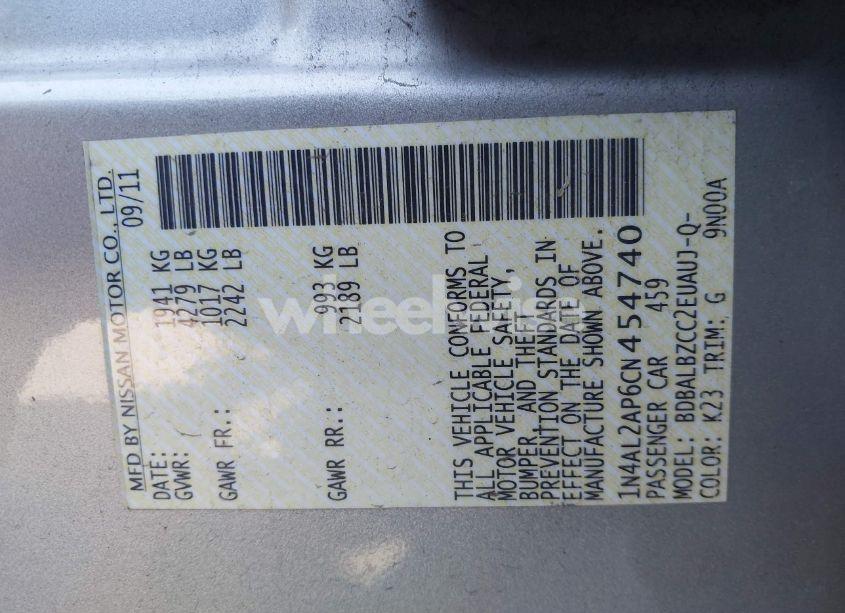 MFD BY NISSAN MOTOR CO., LTD.
DATE: 09/11
GVWR: 1941 KG
4279 LB
GAWR FR.: 1017 KG
2242 LB
GAWR RR.: 993 KG
2189 LB
THIS VEHICLE CONFORMS TO
ALL APPLICABLE FEDERAL
MOTOR VEHICLE SAFETY,
BUMPER, AND THEFT
PREVENTION STANDARDS IN
EFFECT ON THE DATE OF
MANUFACTURE SHOWN ABOVE.
1N4AL2AP6CN454740
PASSENGER CAR 459
MODEL: BDBALBZCC2EUAUJ-Q-
COLOR: K23 TRIM: G 9N00A